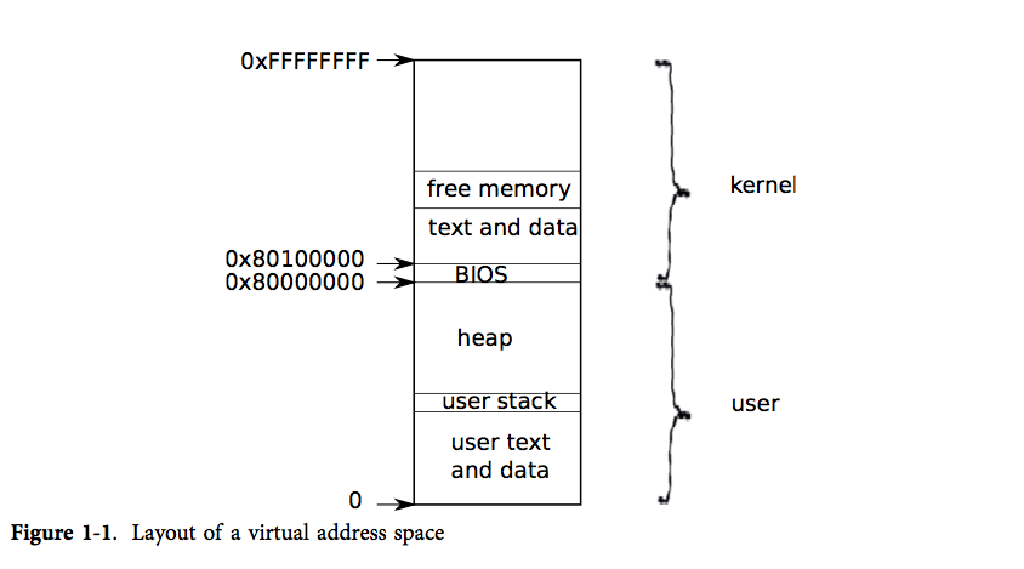 0xFFFFFFFF
kernel
free memory
text and data
0x80100000
BIOS
0x80000000
heap
user stack
user
user text
and data
0
Figure 1-1. Layout of a virtual address space